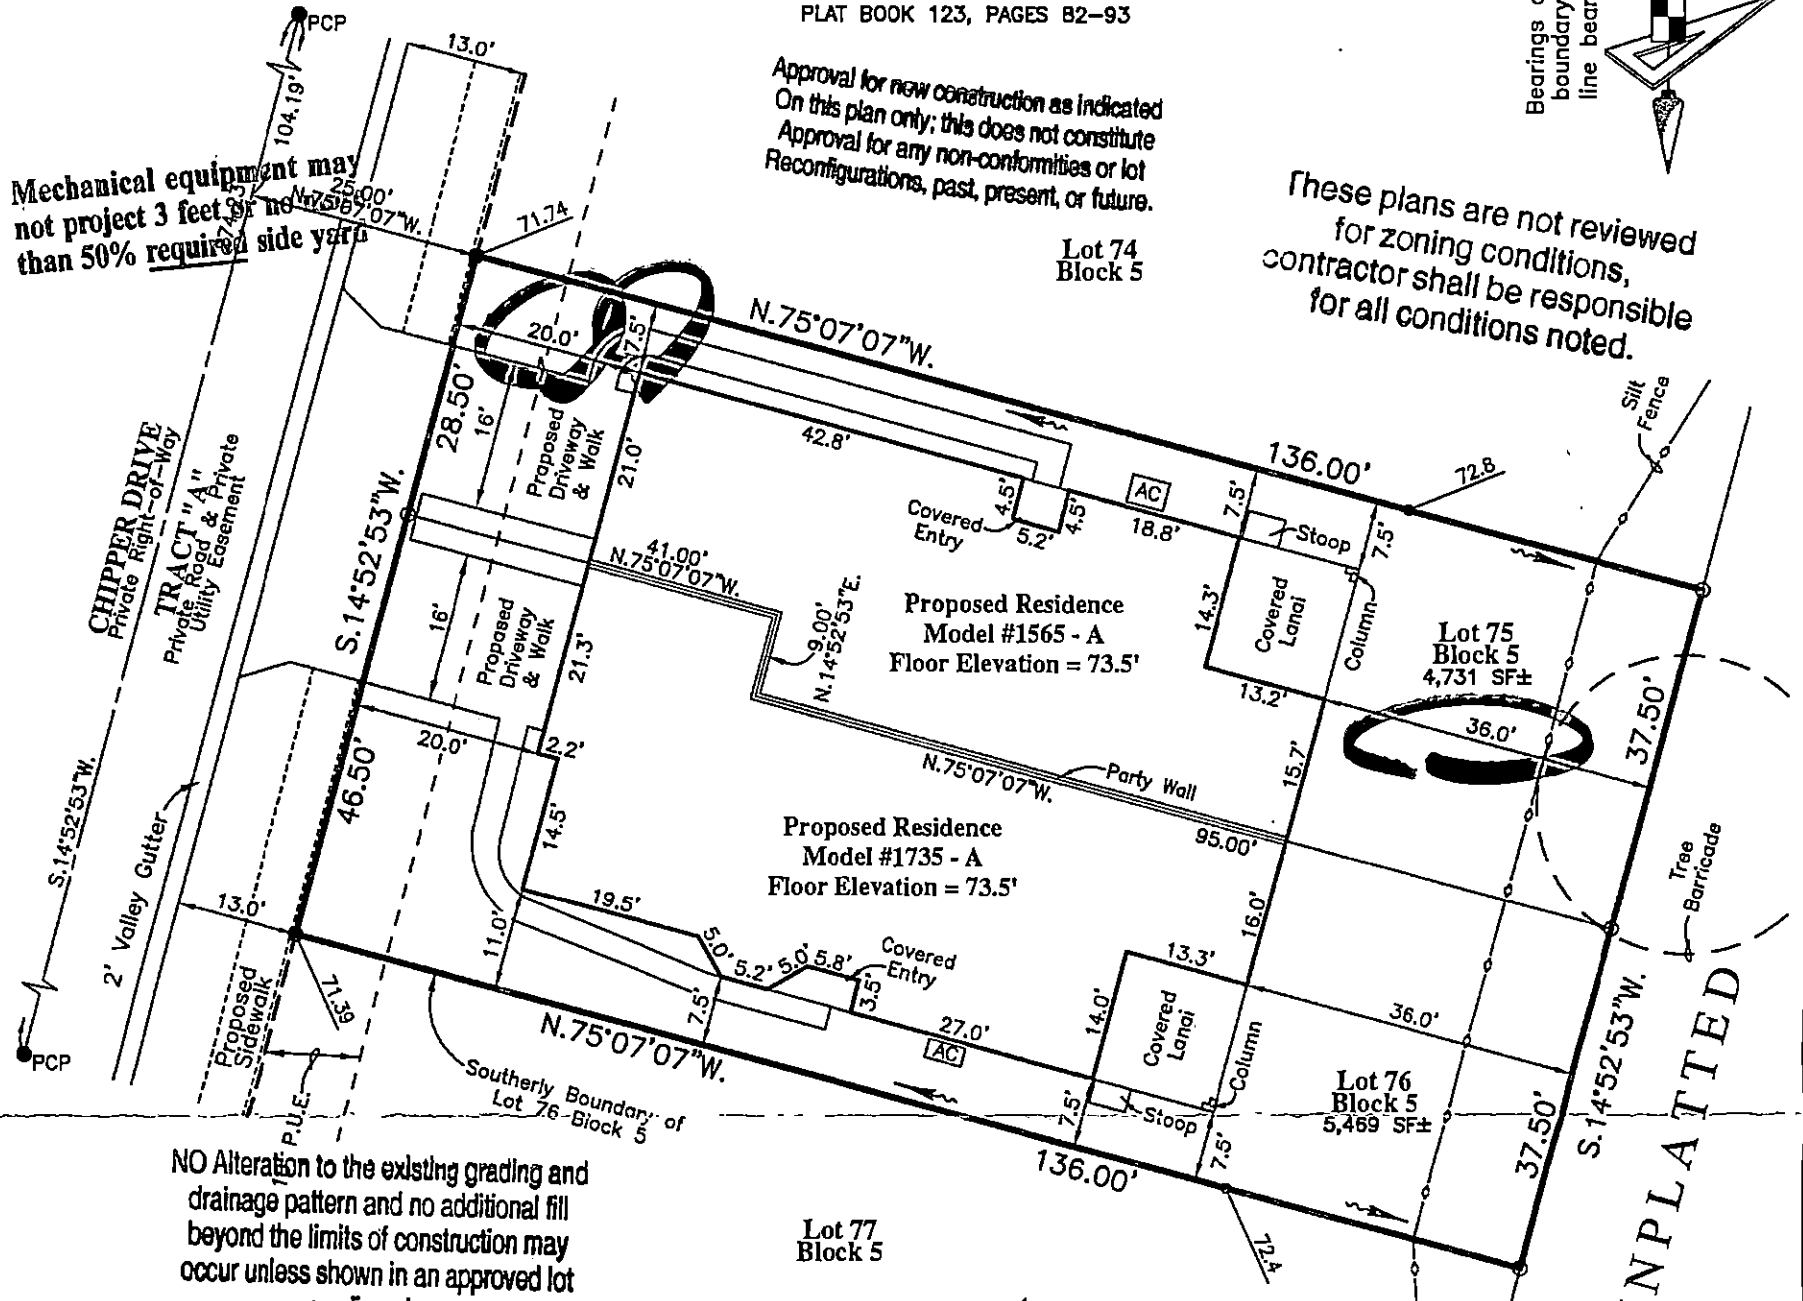 PLAT BOOK 123, PAGES 82-93
PCP
13.0'
104.19'
Bearings
boundary
line bear
Approval for new construction as indicated
On this plan only; this does not constitute
Approval for any non-conformities or lot
Reconfigurations, past, present, or future.
Mechanical equipment may
not project 3 feet or no
than 50% required side yard
25.00'
N.75°07'07"W.
71.74
These plans are not reviewed
for zoning conditions,
contractor shall be responsible
for all conditions noted.
Lot 74
Block 5
20.0'
7.5'
N.75°07'07"W.
136.00'
72.8
Silt
Fence
28.50'
16'
Proposed
Driveway
& Walk
21.0'
42.8'
Covered
Entry
4.5'
5.2'
4.5'
AC
18.8'
7.5'
Stoop
7.5'
CHIPPER DRIVE
Private Right-of-Way
TRACT "A"
Private Road & Private
Utility Easement
S.14°52'53"W.
41.00'
N.75°07'07"W.
9.00'
N.14°52'53"E.
Proposed Residence
Model #1565 - A
Floor Elevation = 73.5'
14.3'
Covered
Lanai
Column
13.2'
Lot 75
Block 5
4,731 SF±
36.0'
37.50'
16'
Proposed
Driveway
& Walk
21.3'
20.0'
2.2'
46.50'
14.5'
N.75°07'07"W.
Party Wall
95.00'
15.7'
S.14°52'53"W.
2' Valley Gutter
Proposed Residence
Model #1735 - A
Floor Elevation = 73.5'
Tree
Barricade
13.0'
19.5'
11.0'
5.0'
5.2'
5.0'
5.8'
Covered
Entry
3.5'
7.5'
16.0'
13.3'
14.0'
Covered
Lanai
36.0'
PCP
Proposed
Sidewalk
71.39
N.75°07'07"W.
27.0'
AC
Column
Stoop
7.5'
7.5'
Lot 76
Block 5
5,469 SF±
37.50'
S.14°52'53"W.
NPLATTED
Southerly Boundary of
Lot 76 Block 5
P.U.E.
136.00'
72.4
NO Alteration to the existing grading and
drainage pattern and no additional fill
beyond the limits of construction may
occur unless shown in an approved lot
Lot 77
Block 5